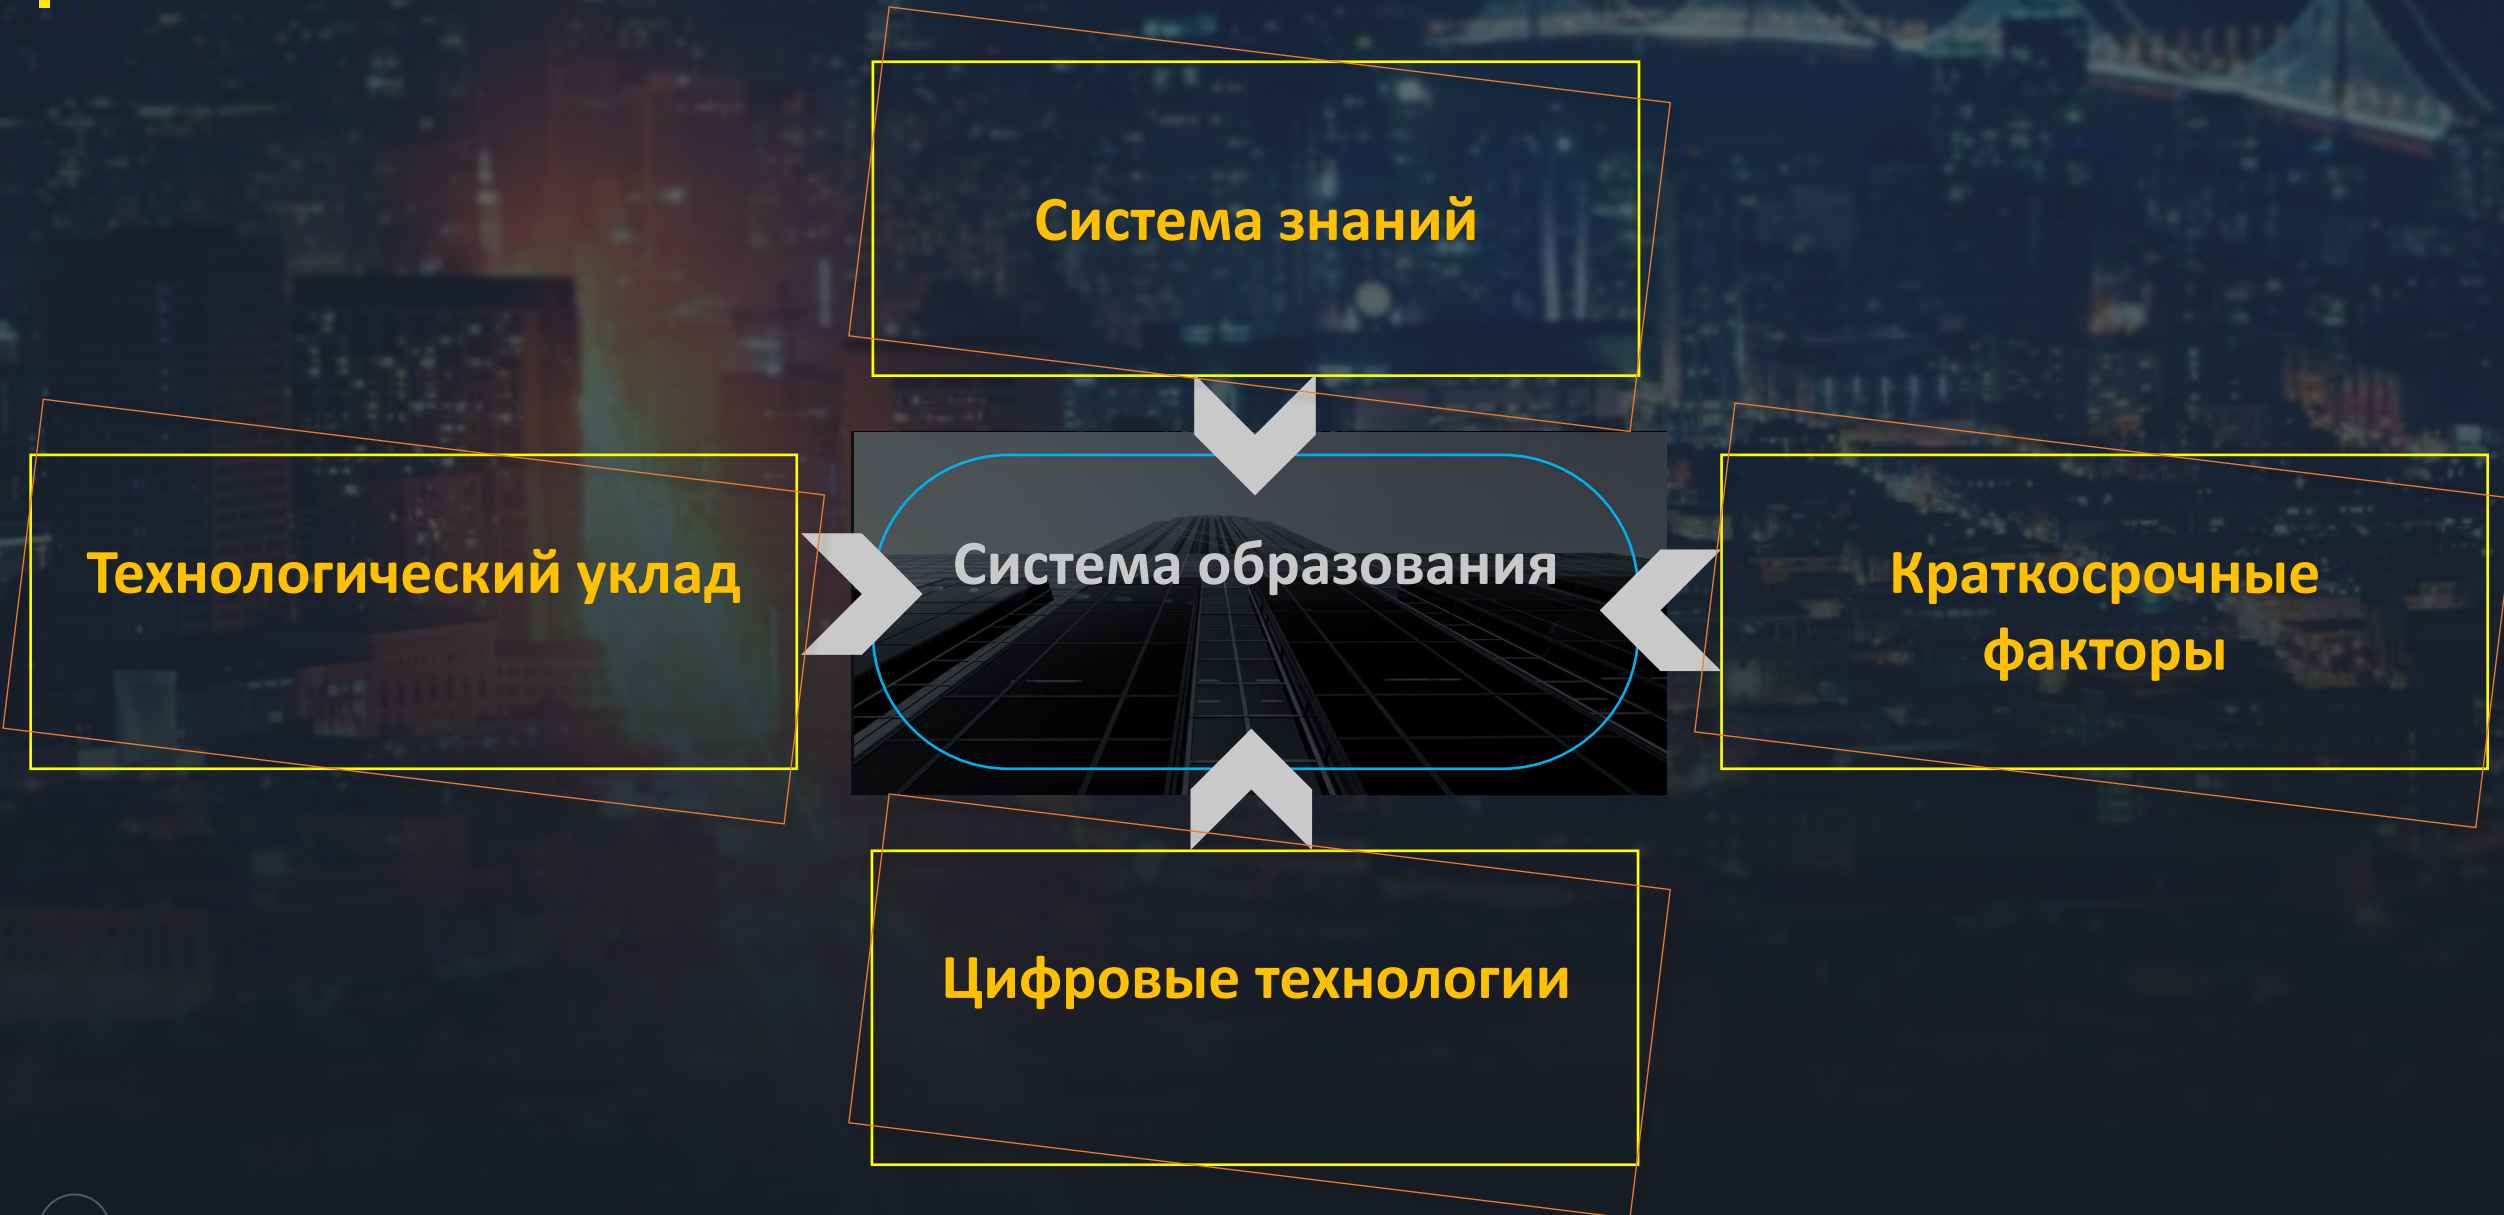 Система знаний
Технологический уклад
Система образования
Краткосрочные
факторы
Цифровые технологии